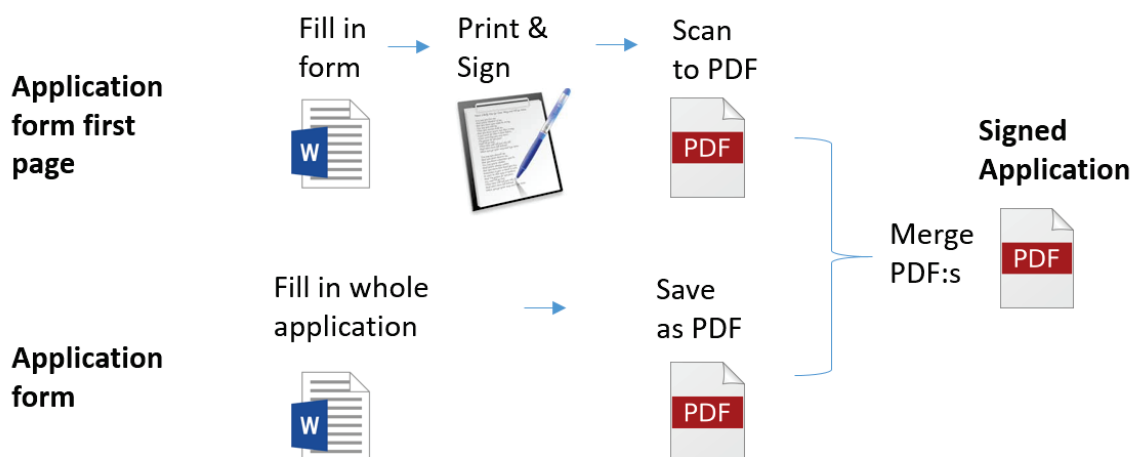 Application
form first
page
Fill in
form
W
Print &
Sign
Scan
to PDF
PDF
Signed
Application
Merge
PDF:s
PDF
Application
form
Fill in whole
application
W
Save
as PDF
PDF